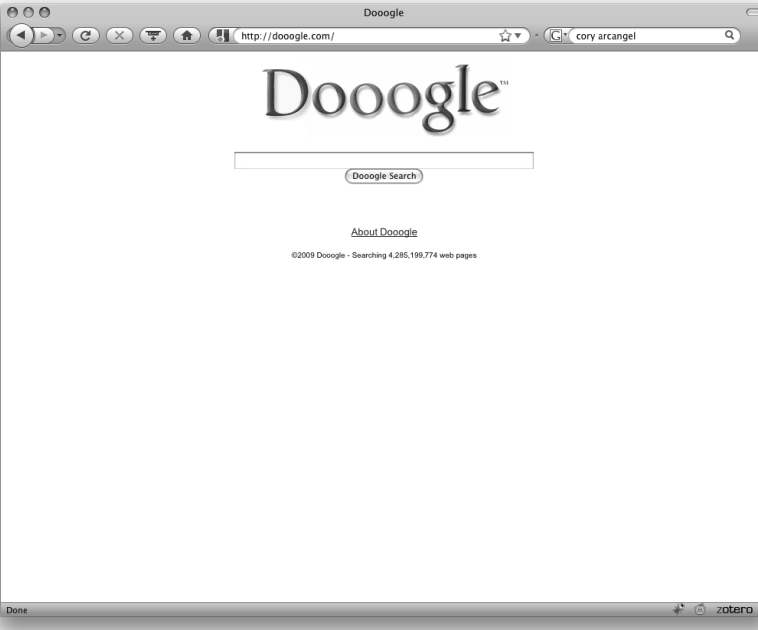 Dooogle
http://dooogle.com/ G cory arcangel
Dooogle™
Dooogle Search
About Dooogle
©2009 Dooogle - Searching 4,285,199,774 web pages
Done zotero